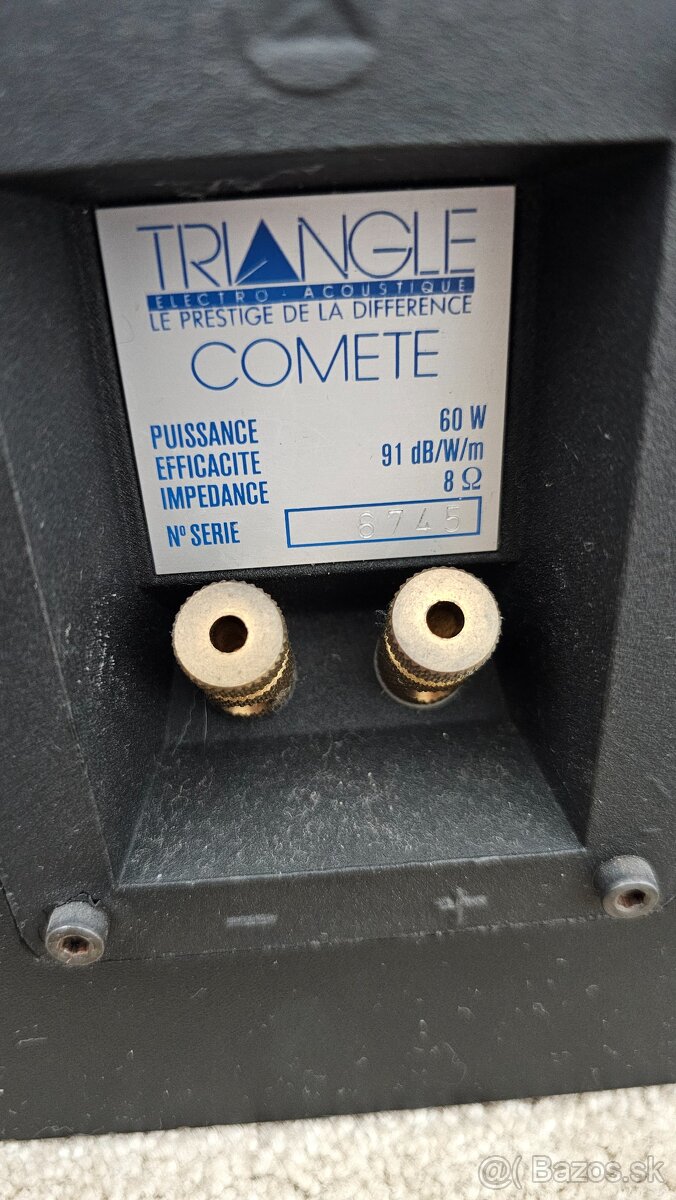 TRIANGLE
ELECTRO - ACOUSTIQUE
LE PRESTIGE DE LA DIFFERENCE
COMETE
PUISSANCE 60 W
EFFICACITE 91 dB/W/m
IMPEDANCE 8 Ω
Nº SERIE 6745
− +
@( Bazos.sk